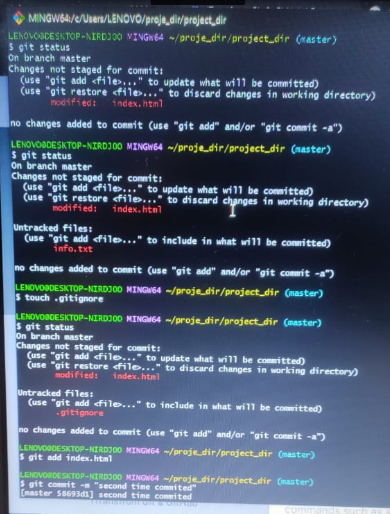 MINGW64:/c/Users/LENOVO/proje_dir/project_dir
LENOVO@DESKTOP-NIRDJOO MINGW64 ~/proje_dir/project_dir (master)
$ git status
On branch master
Changes not staged for commit:
(use "git add <file>..." to update what will be committed)
(use "git restore <file>..." to discard changes in working directory)
modified: index.html
no changes added to commit (use "git add" and/or "git commit -a")
LENOVO@DESKTOP-NIRDJOO MINGW64 ~/proje_dir/project_dir (master)
$ git status
On branch master
Changes not staged for commit:
(use "git add <file>..." to update what will be committed)
(use "git restore <file>..." to discard changes in working directory)
modified: index.html
Untracked files:
(use "git add <file>..." to include in what will be committed)
info.txt
no changes added to commit (use "git add" and/or "git commit -a")
LENOVO@DESKTOP-NIRDJOO MINGW64 ~/proje_dir/project_dir (master)
$ touch .gitignore
LENOVO@DESKTOP-NIRDJOO MINGW64 ~/proje_dir/project_dir (master)
$ git status
On branch master
Changes not staged for commit:
(use "git add <file>..." to update what will be committed)
(use "git restore <file>..." to discard changes in working directory)
modified: index.html
Untracked files:
(use "git add <file>..." to include in what will be committed)
.gitignore
no changes added to commit (use "git add" and/or "git commit -a")
LENOVO@DESKTOP-NIRDJOO MINGW64 ~/proje_dir/project_dir (master)
$ git add index.html
LENOVO@DESKTOP-NIRDJOO MINGW64 ~/proje_dir/project_dir (master)
$ git commit -m "second time commited"
[master 58693d1] second time commited
commands such as